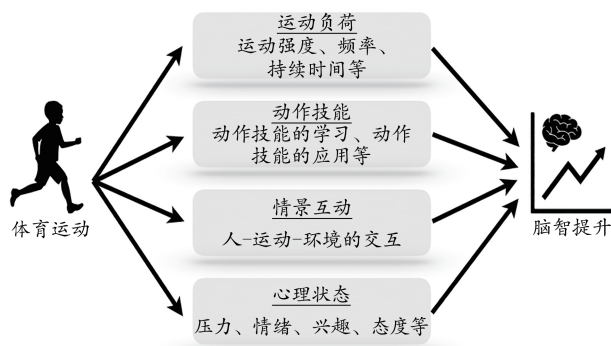 运动负荷
运动强度、频率、
持续时间等
动作技能
动作技能的学习、动作
技能的应用等
情景互动
人-运动-环境的交互
心理状态
压力、情绪、兴趣、态度等
体育运动
脑智提升